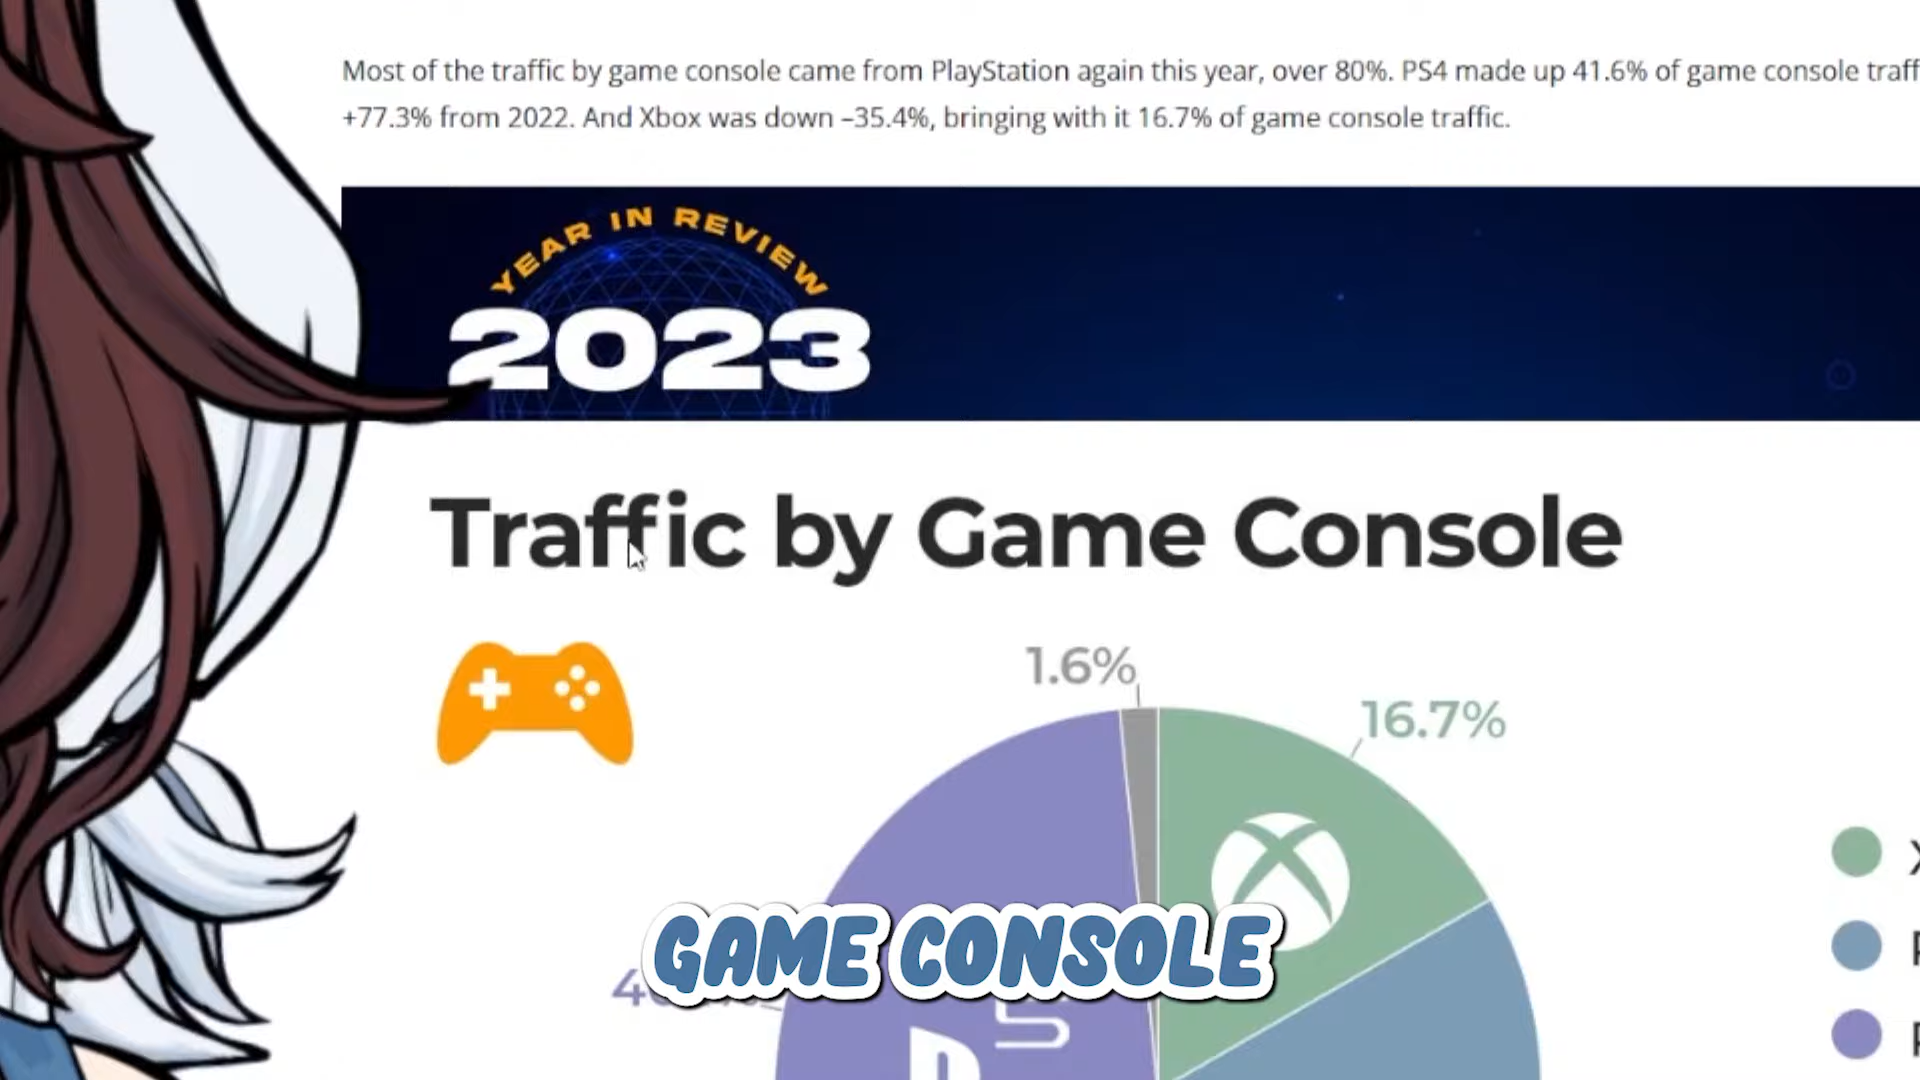 Most of the traffic by game console came from PlayStation again this year, over 80%. PS4 made up 41.6% of game console
+77.3% from 2022. And Xbox was down –35.4%, bringing with it 16.7% of game console traffic.
YEAR IN REVIEW
2023
Traffic by Game Console
1.6%
16.7%
GAME CONSOLE